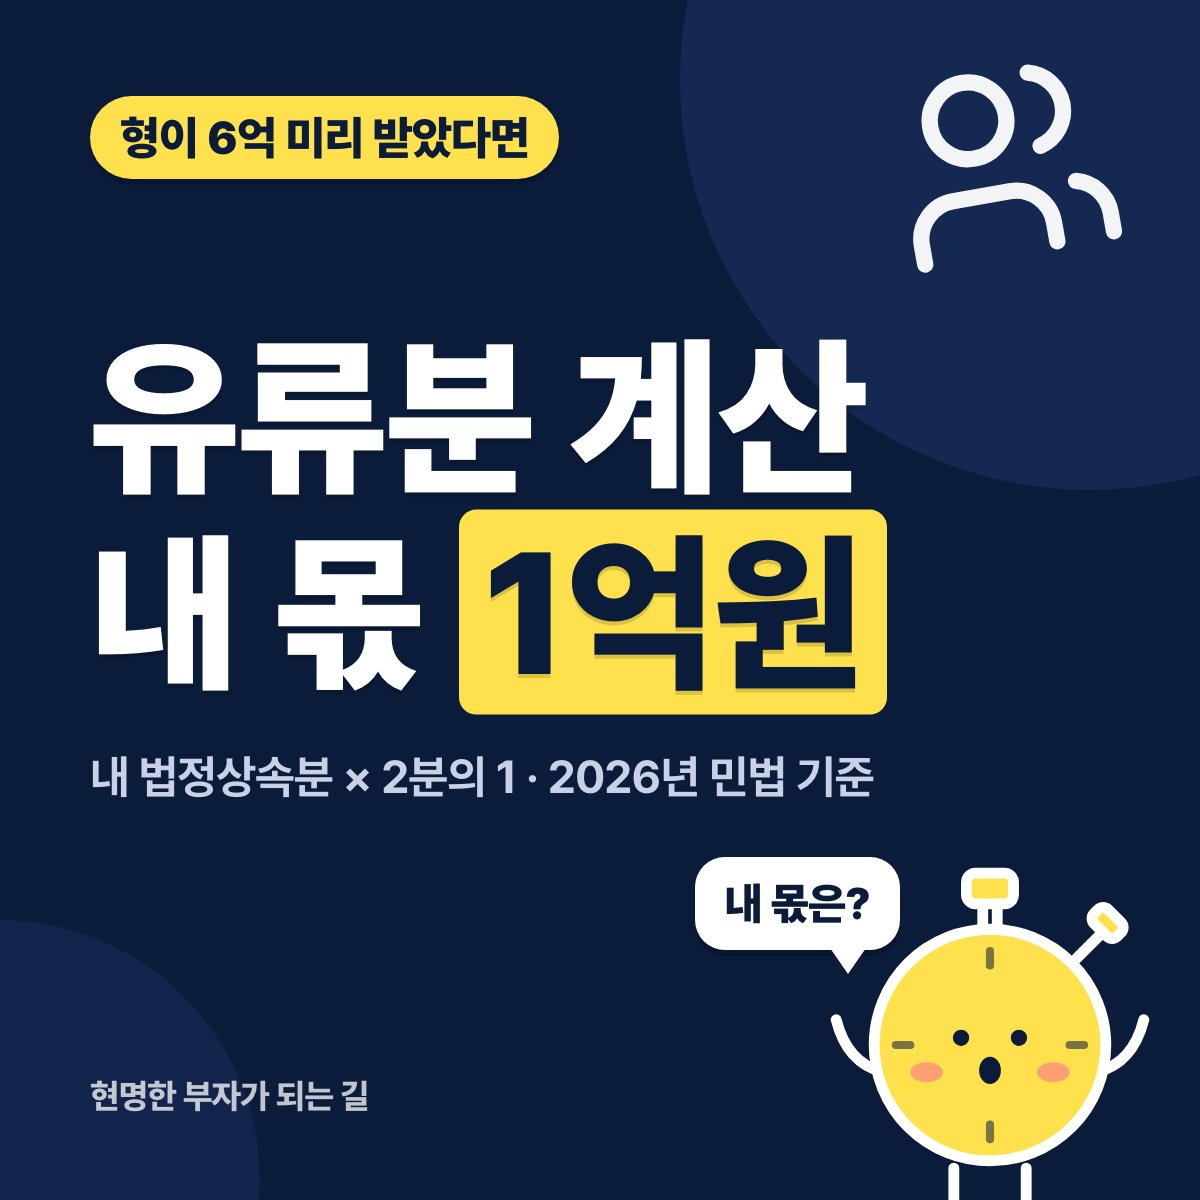 형이 6억 미리 받았다면
유류분 계산
내 몫 1억원
내 법정상속분 × 2분의 1 · 2026년 민법 기준
내 몫은?
현명한 부자가 되는 길